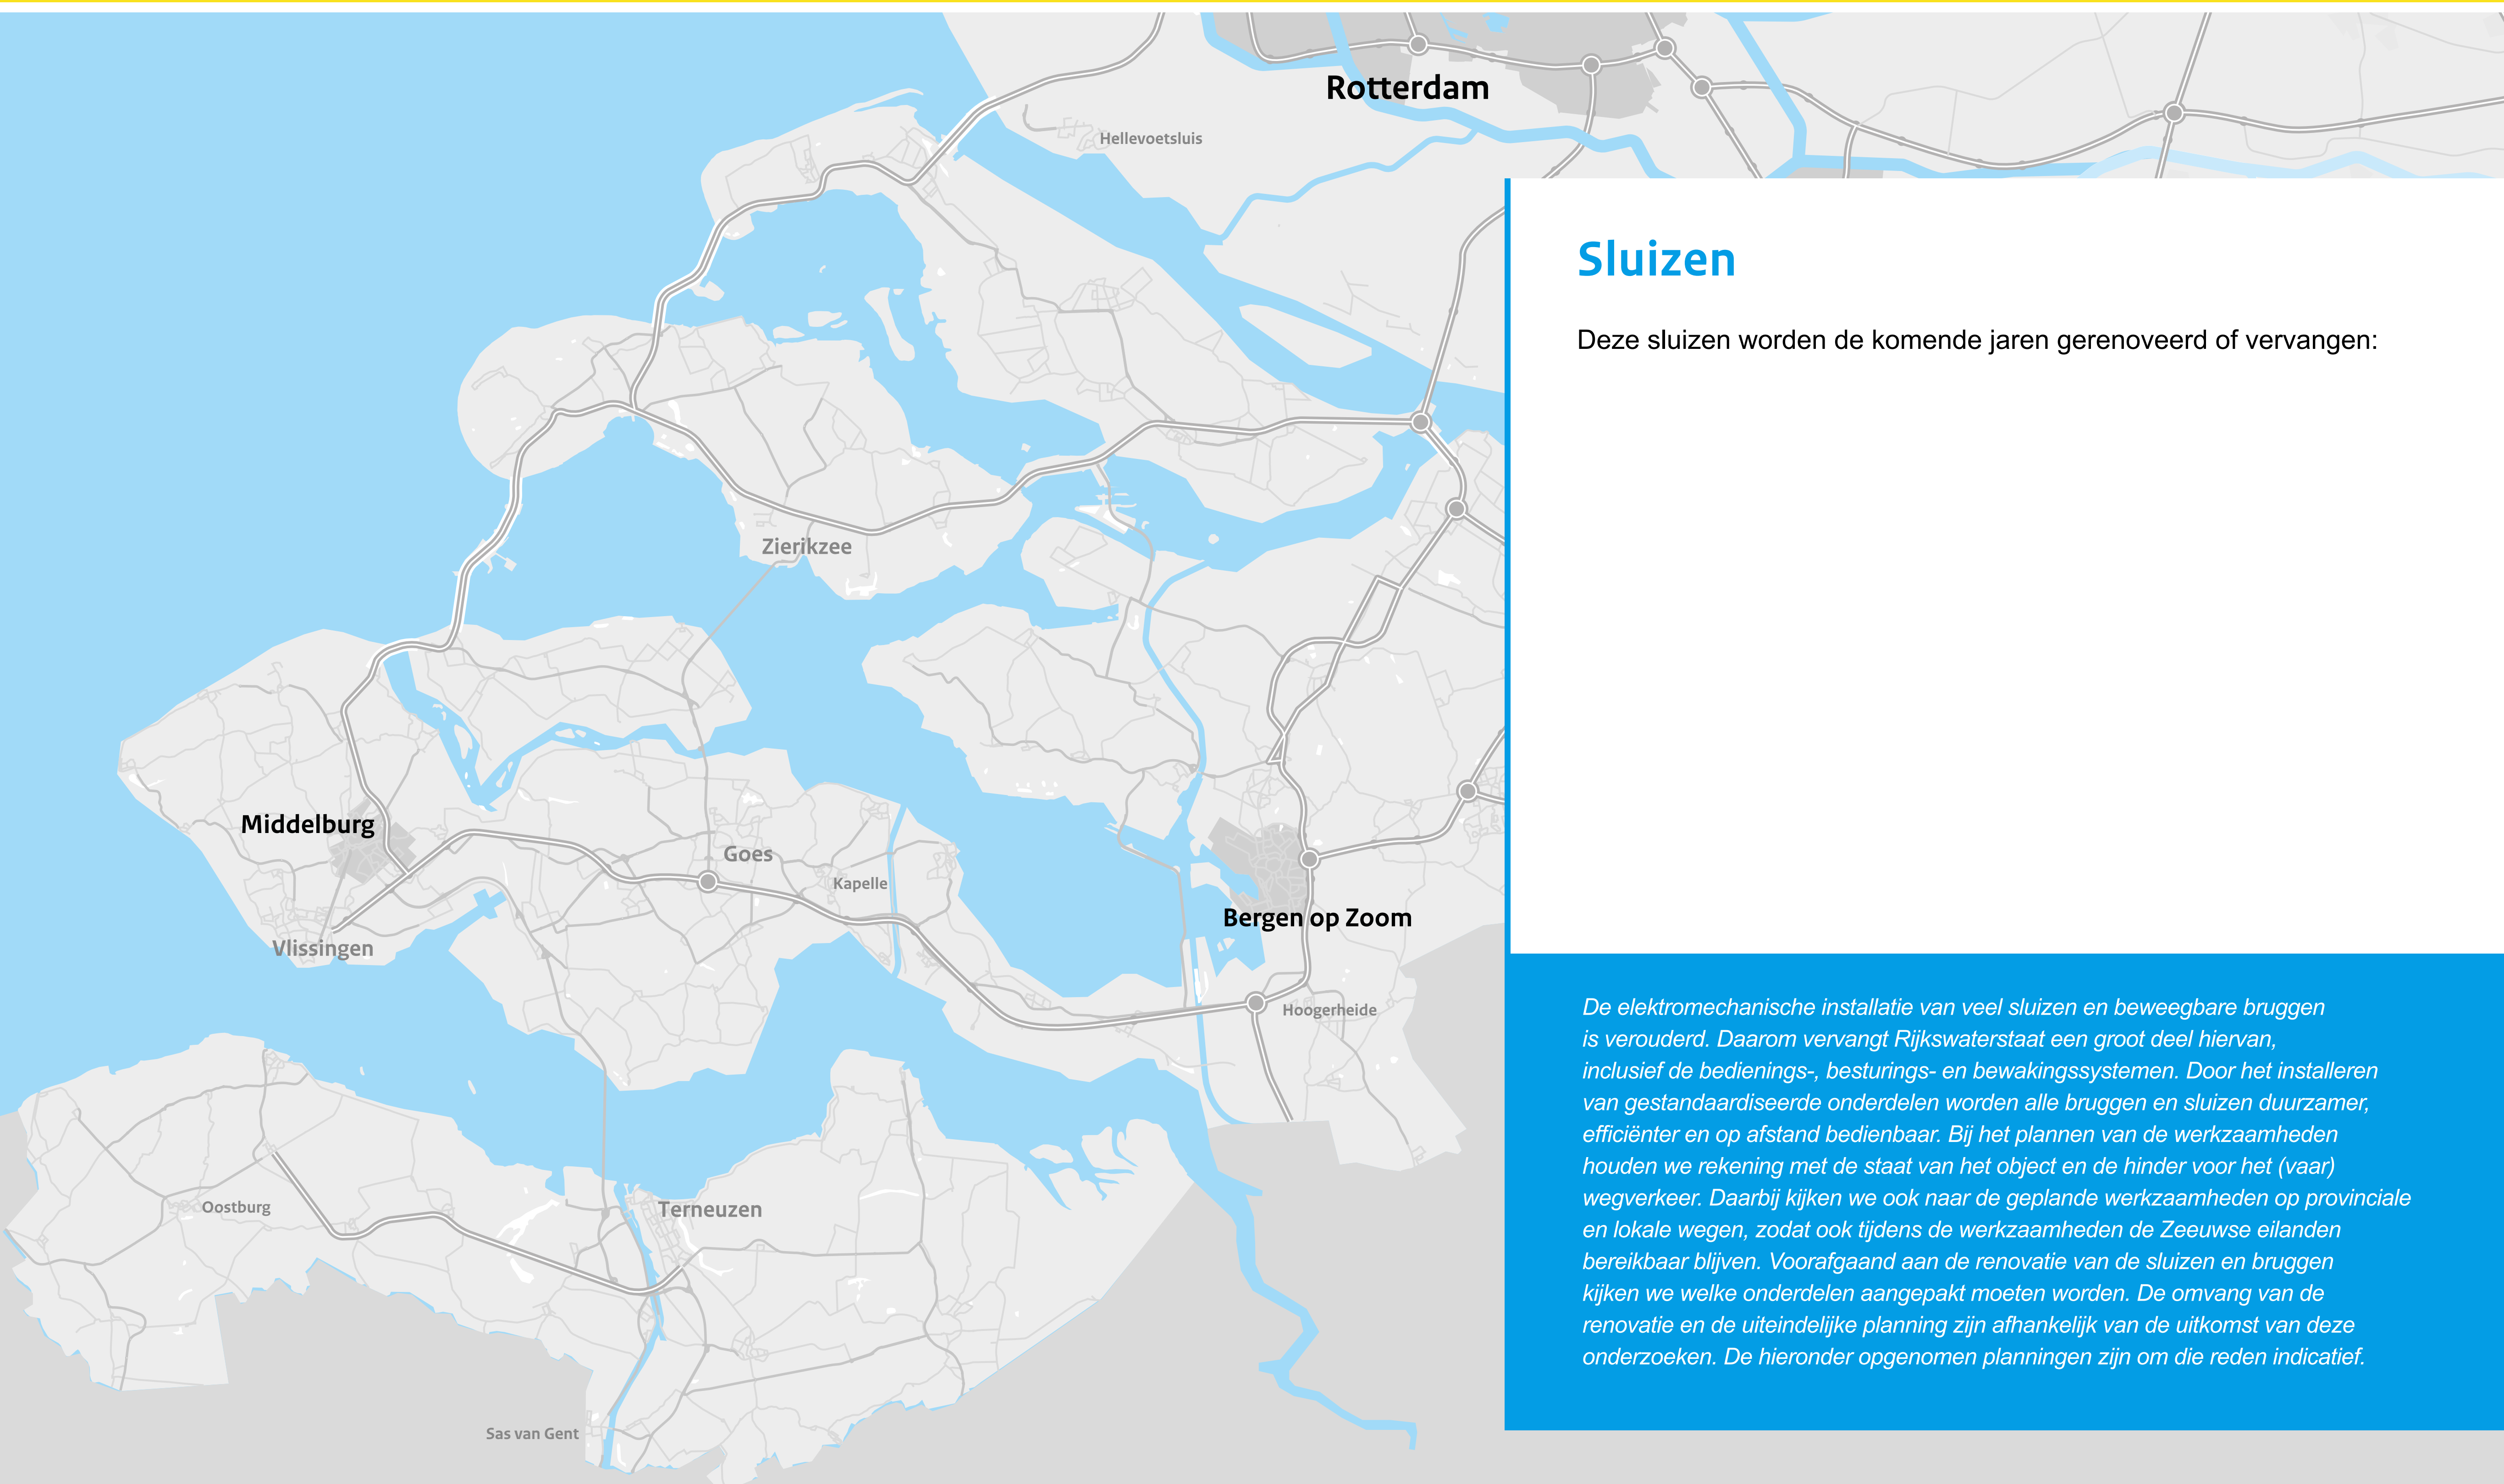 Rotterdam
Hellevoetsluis
Zierikzee
Middelburg
Goes
Kapelle
Vlissingen
Bergen op Zoom
Hoogerheide
Oostburg
Terneuzen
Sas van Gent
Sluizen
Deze sluizen worden de komende jaren gerenoveerd of vervangen:
De elektromechanische installatie van veel sluizen en beweegbare bruggen
is verouderd. Daarom vervangt Rijkswaterstaat een groot deel hiervan,
inclusief de bedienings-, besturings- en bewakingssystemen. Door het installeren
van gestandaardiseerde onderdelen worden alle bruggen en sluizen duurzamer,
efficiënter en op afstand bedienbaar. Bij het plannen van de werkzaamheden
houden we rekening met de staat van het object en de hinder voor het (vaar)
wegverkeer. Daarbij kijken we ook naar de geplande werkzaamheden op provinciale
en lokale wegen, zodat ook tijdens de werkzaamheden de Zeeuwse eilanden
bereikbaar blijven. Voorafgaand aan de renovatie van de sluizen en bruggen
kijken we welke onderdelen aangepakt moeten worden. De omvang van de
renovatie en de uiteindelijke planning zijn afhankelijk van de uitkomst van deze
onderzoeken. De hieronder opgenomen planningen zijn om die reden indicatief.